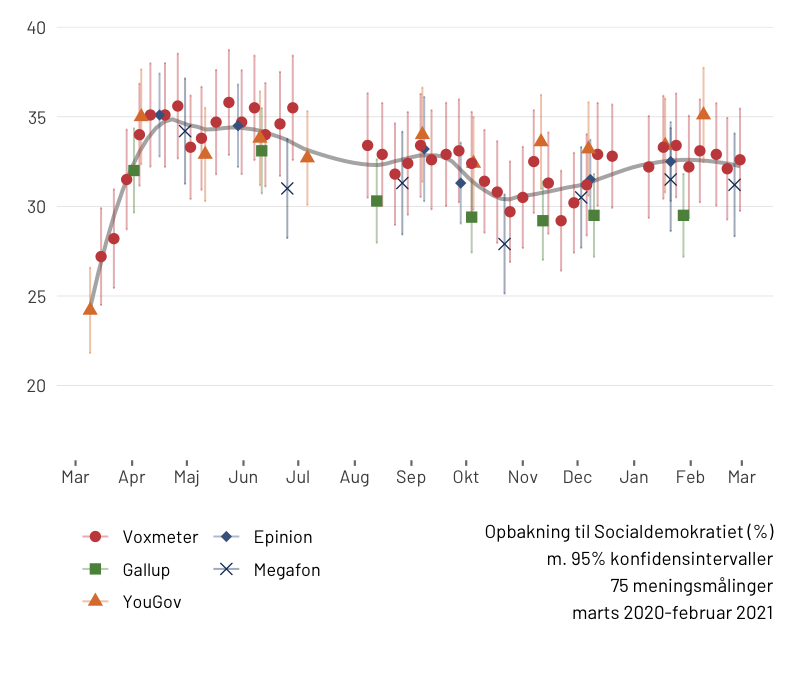 40
35
30
25
20
Mar Apr Maj Jun Jul Aug Sep Okt Nov Dec Jan Feb Mar
Voxmeter Epinion
Gallup Megafon
YouGov
Opbakning til Socialdemokratiet (%)
m. 95% konfidensintervaller
75 meningsmålinger
marts 2020-februar 2021